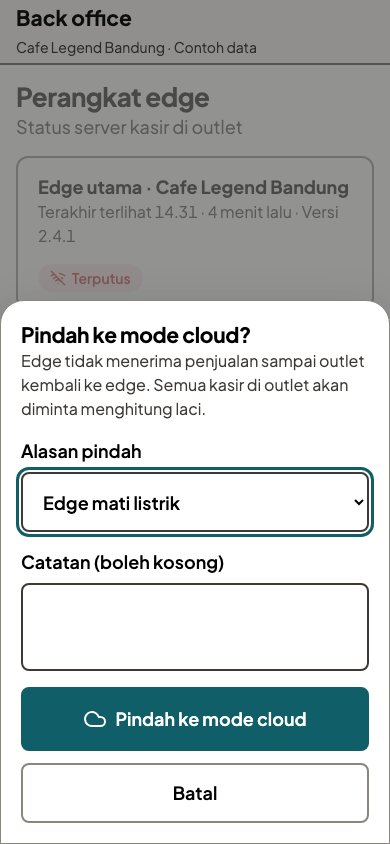 Back office
Cafe Legend Bandung · Contoh data
Perangkat edge
Status server kasir di outlet
Edge utama · Cafe Legend Bandung
Terakhir terlihat 14.31 · 4 menit lalu · Versi
2.4.1
Terputus
Pindah ke mode cloud?
Edge tidak menerima penjualan sampai outlet
kembali ke edge. Semua kasir di outlet akan
diminta menghitung laci.
Alasan pindah
Edge mati listrik
Catatan (boleh kosong)
Pindah ke mode cloud
Batal